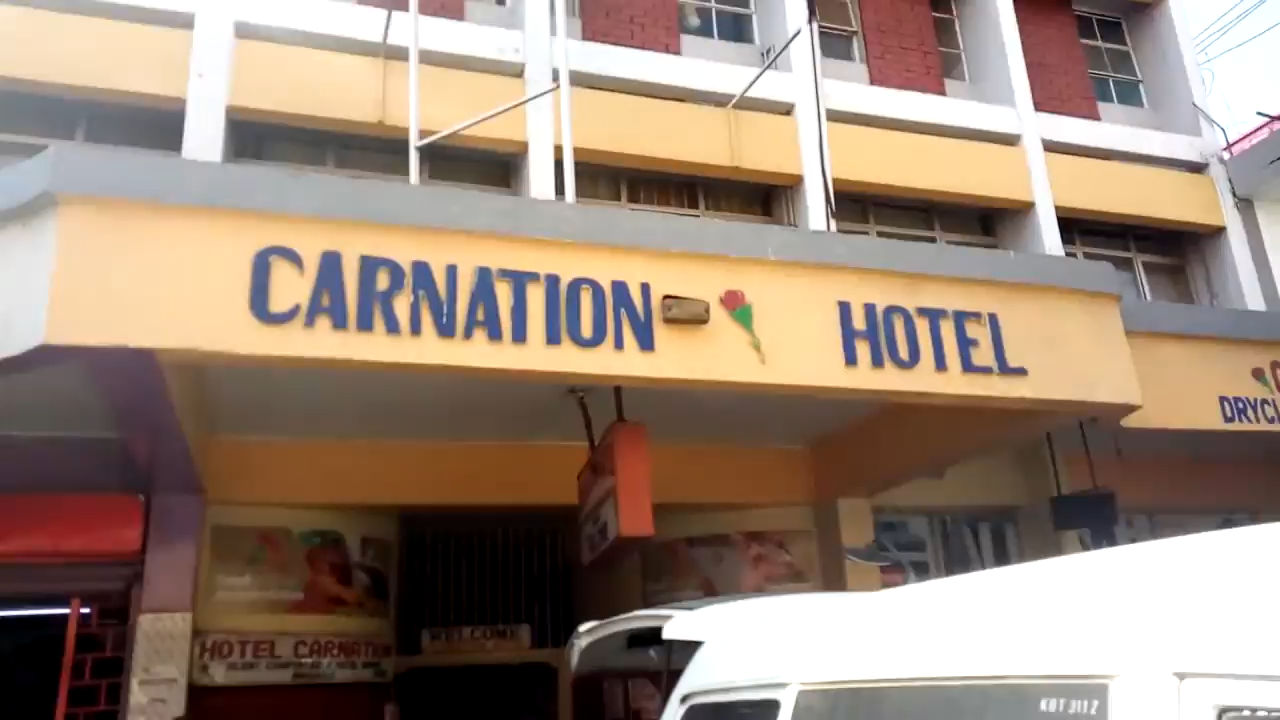 CARNATION HOTEL
DRYCL
WELCOME
HOTEL CARNATION
KBT 311Z